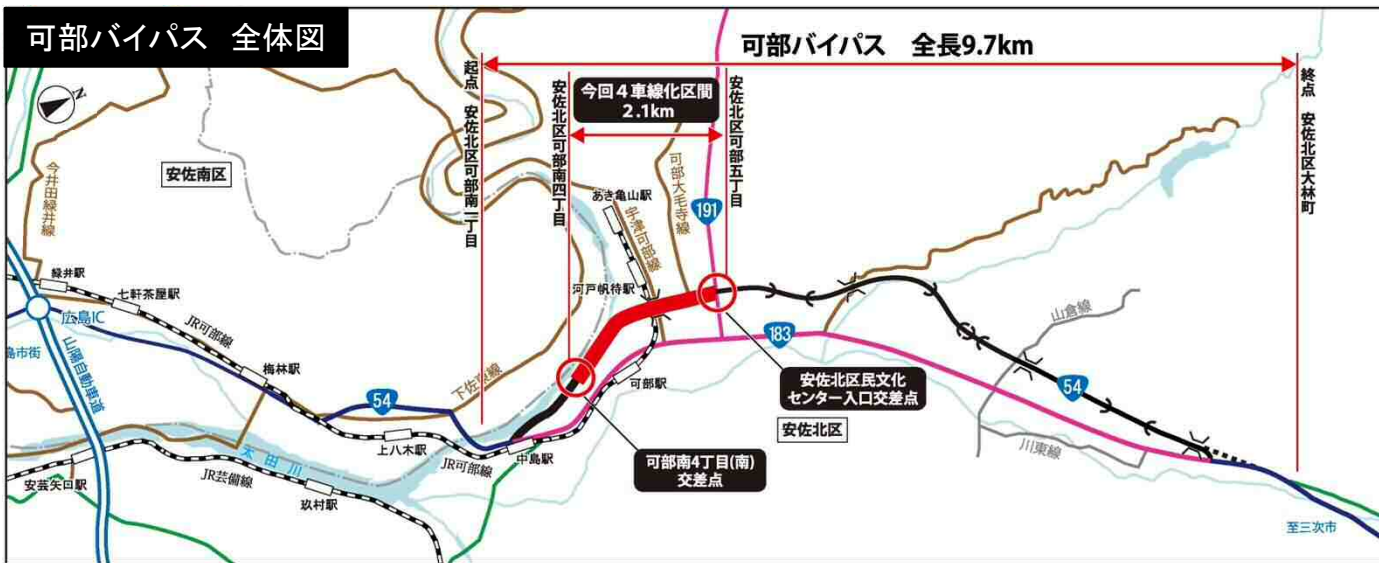 可部バイパス 全体図
可部バイパス 全長9.7km
今回4車線化区間
2.1km
起点 安佐北区可部南一丁目
安佐北区可部南四丁目
安佐北区可部五丁目
終点 安佐北区大林町
N
今井田緑井線
安佐南区
あき亀山駅
宇津可部線
可部大毛寺線
191
河戸帆待駅
緑井駅
七軒茶屋駅
広島IC
JR可部線
島市街
山陽自動車道
梅林駅
54
下佐東線
183
可部駅
山倉線
54
安佐北区民文化
センター入口交差点
安佐北区
上八木駅
JR可部線
中島駅
可部南4丁目(南)
交差点
川東線
太田川
JR芸備線
安芸矢口駅
玖村駅
至三次市